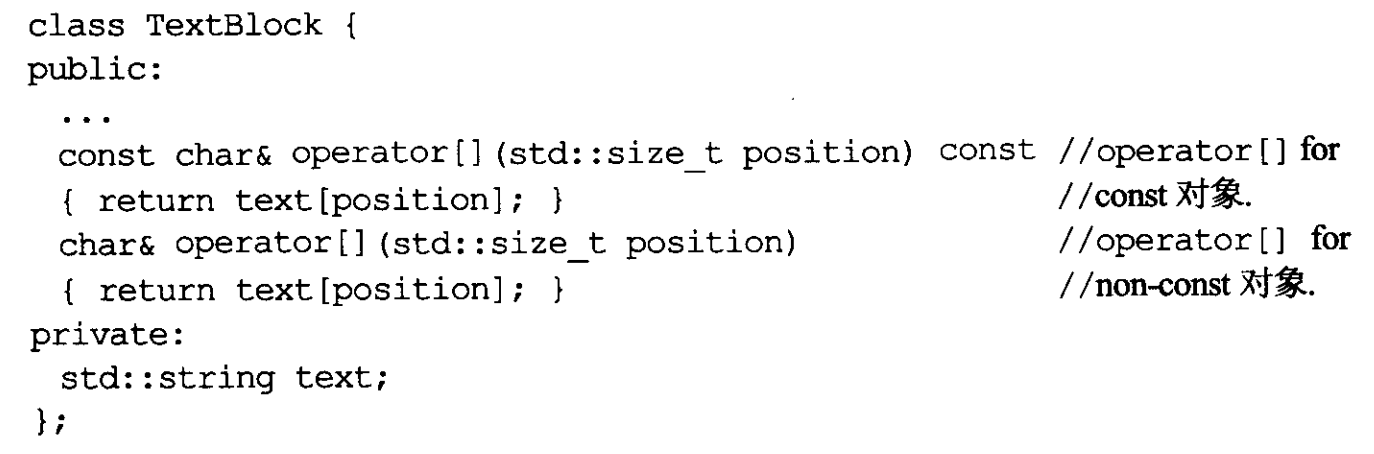 class TextBlock {
public:
...
const char& operator[](std::size_t position) const //operator[] for
{ return text[position]; } //const 对象.
char& operator[](std::size_t position) //operator[] for
{ return text[position]; } //non-const 对象.
private:
std::string text;
};